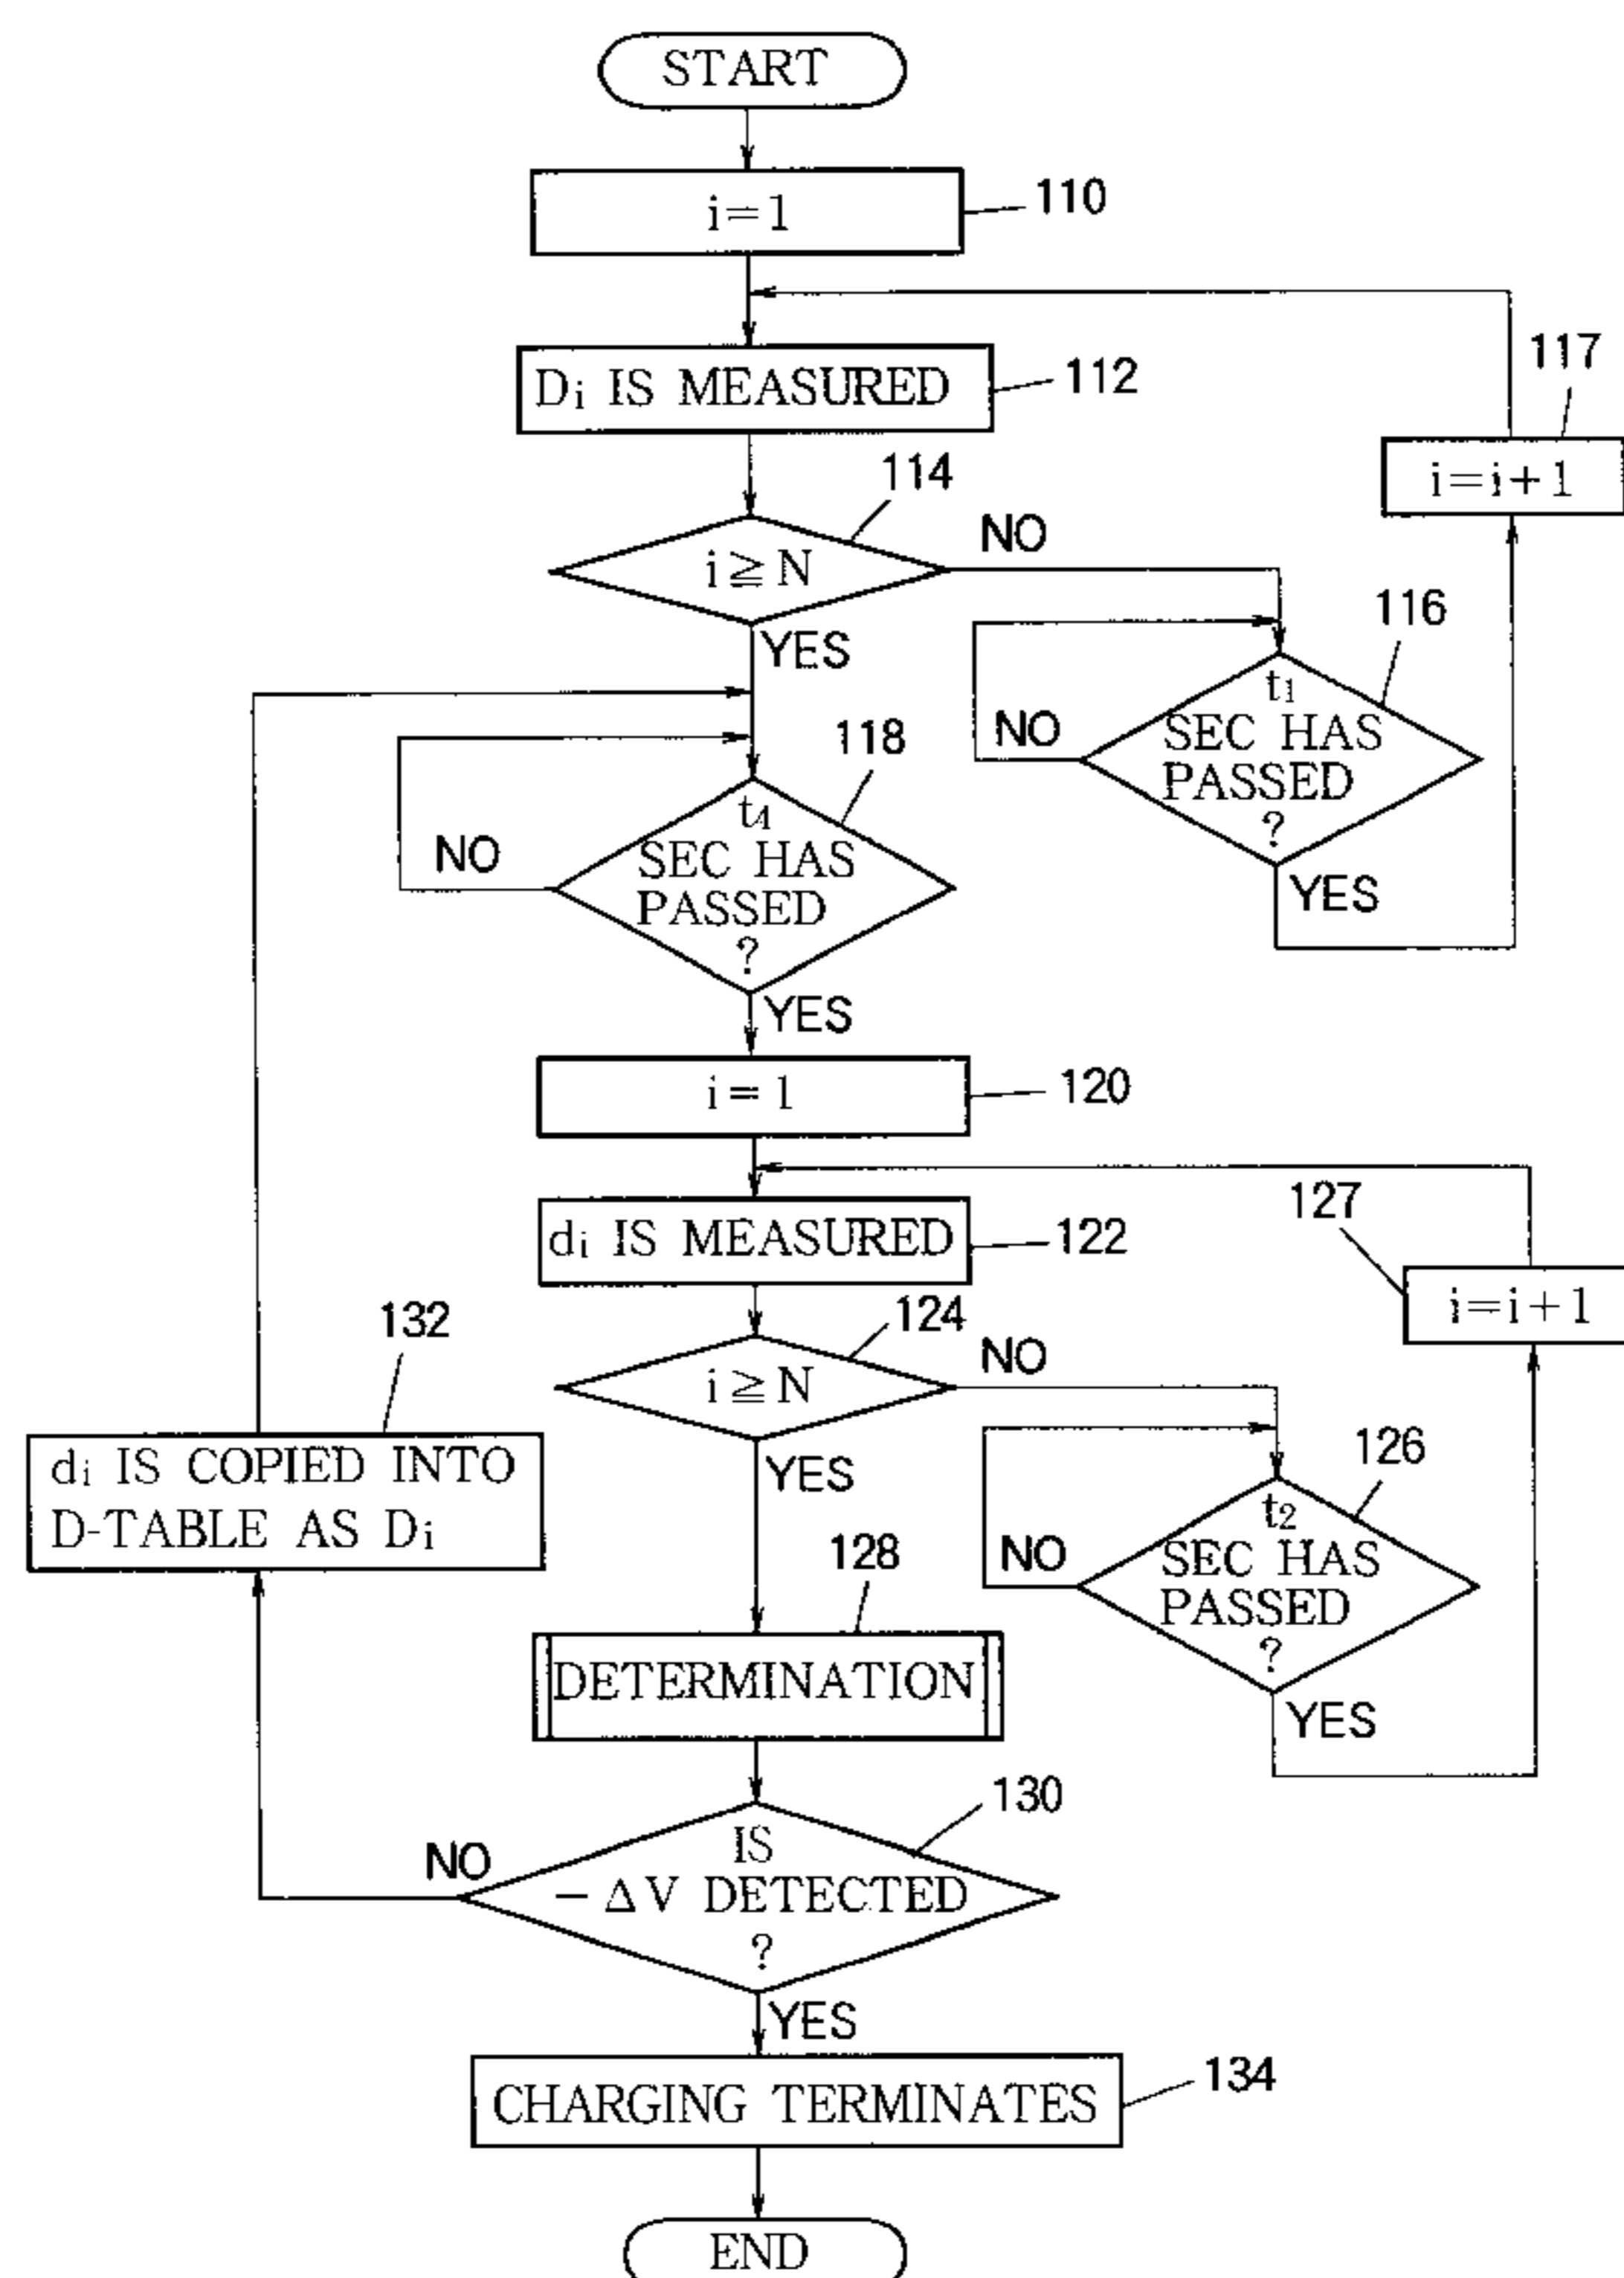 START
i=1
110
Di IS MEASURED
112
117
i=i+1
114
i≧N
NO
YES
116
t1
SEC HAS
PASSED
?
NO
YES
118
t4
SEC HAS
PASSED
?
NO
YES
i=1
120
di IS MEASURED
122
127
i=i+1
124
i≧N
NO
YES
126
t2
SEC HAS
PASSED
?
NO
YES
132
di IS COPIED INTO
D-TABLE AS Di
128
DETERMINATION
130
IS
−ΔV DETECTED
?
NO
YES
CHARGING TERMINATES
134
END